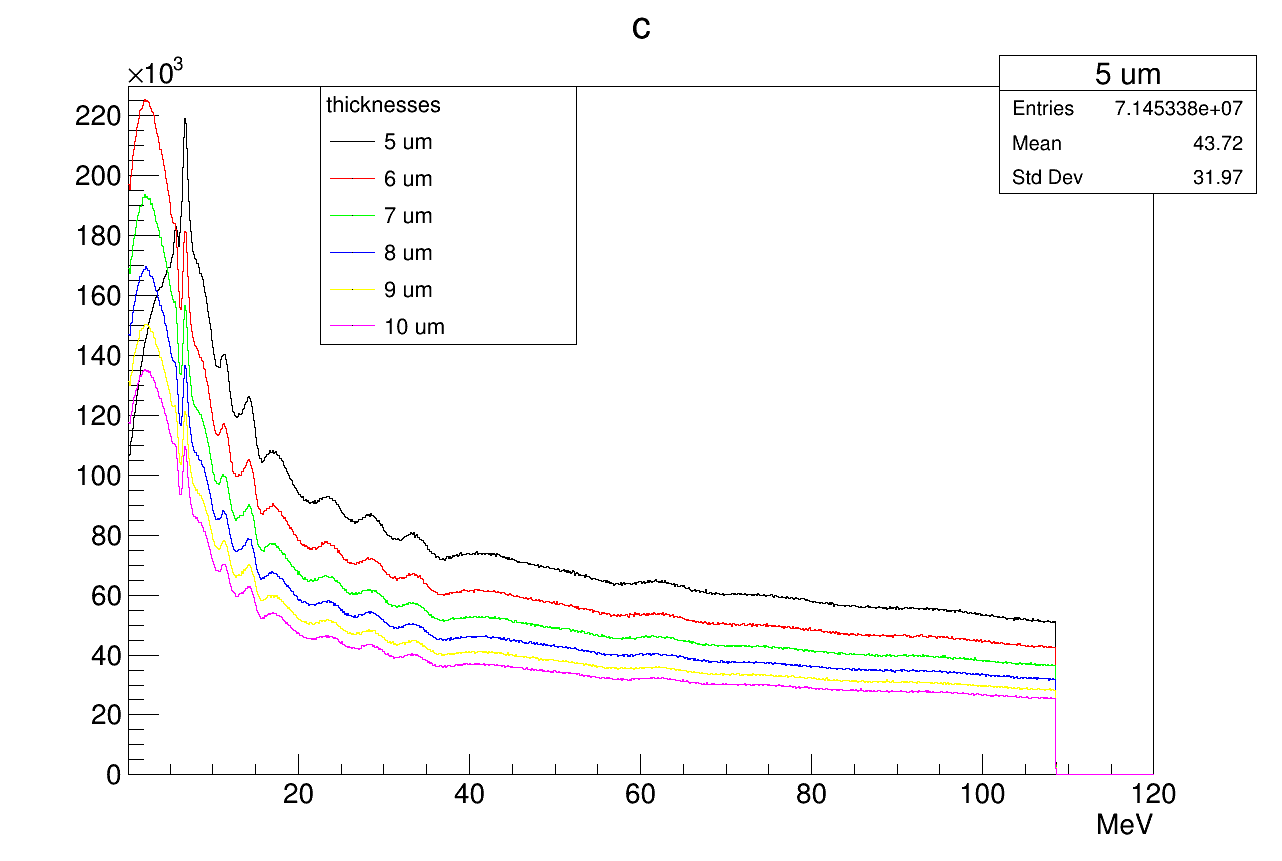 c
×10³
220
200
180
160
140
120
100
80
60
40
20
0
thicknesses
5 um
6 um
7 um
8 um
9 um
10 um
5 um
Entries 7.145338e+07
Mean 43.72
Std Dev 31.97
20 40 60 80 100 120
MeV